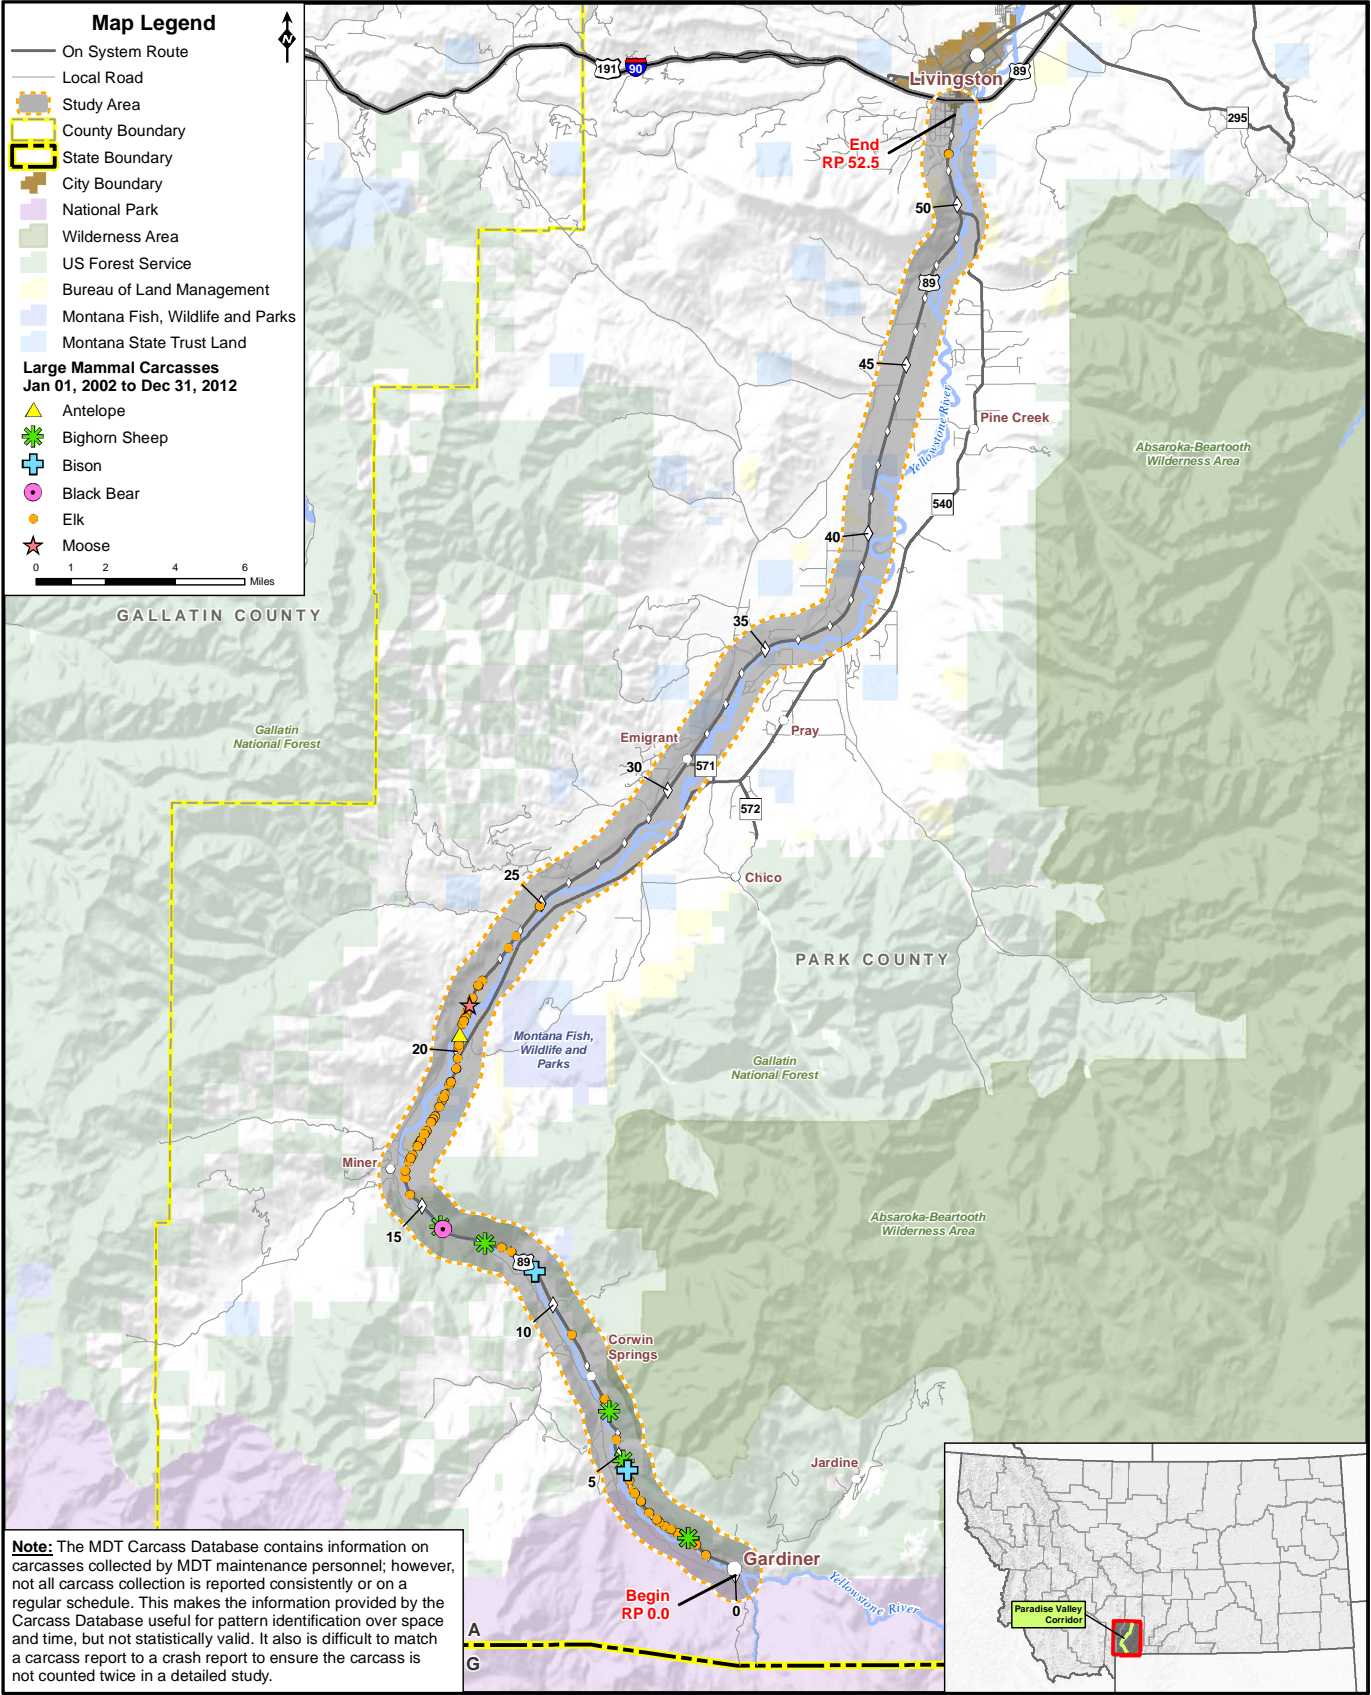 Map Legend
N
On System Route
Local Road
Study Area
County Boundary
State Boundary
City Boundary
National Park
Wilderness Area
US Forest Service
Bureau of Land Management
Montana Fish, Wildlife and Parks
Montana State Trust Land
Large Mammal Carcasses
Jan 01, 2002 to Dec 31, 2012
Antelope
Bighorn Sheep
Bison
Black Bear
Elk
Moose
0 1 2 4 6
Miles
191
90
Livingston
89
295
End
RP 52.5
50
89
45
Yellowstone River
Pine Creek
Absaroka-Beartooth
Wilderness Area
540
40
GALLATIN COUNTY
35
Gallatin
National Forest
Emigrant
Pray
571
30
572
25
Chico
PARK COUNTY
Montana Fish,
Wildlife and
Parks
20
Gallatin
National Forest
Miner
15
Absaroka-Beartooth
Wilderness Area
89
10
Corwin
Springs
5
Jardine
Gardiner
Begin
RP 0.0
0
Yellowstone River
Note: The MDT Carcass Database contains information on
carcasses collected by MDT maintenance personnel; however,
not all carcass collection is reported consistently or on a
regular schedule. This makes the information provided by the
Carcass Database useful for pattern identification over space
and time, but not statistically valid. It also is difficult to match
a carcass report to a crash report to ensure the carcass is
not counted twice in a detailed study.
A
G
Paradise Valley
Corridor